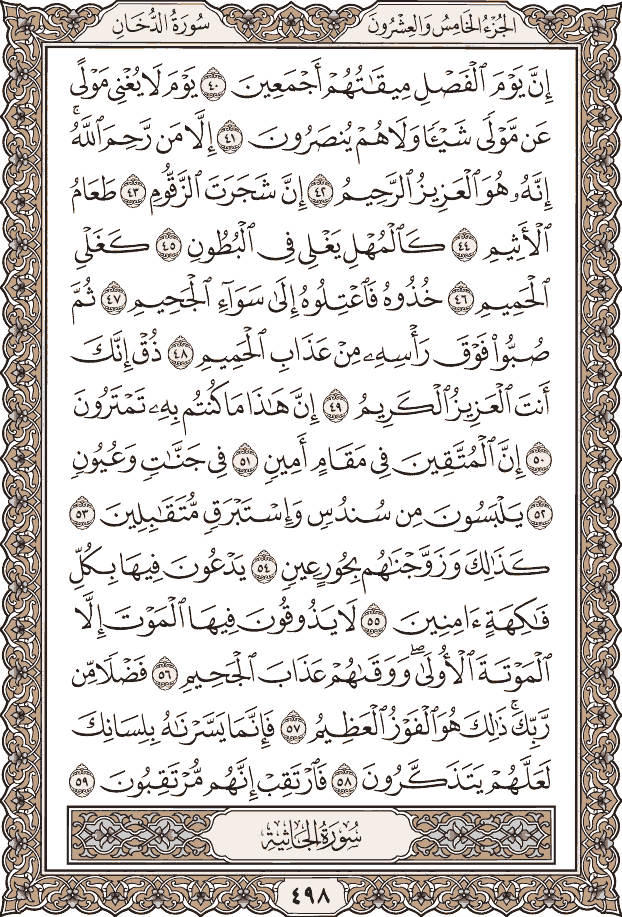 الجُزْءُ الخَامِسُ وَالعِشْرُونَ سُورَةُ الدُّخَانِ
إِنَّ يَوْمَ ٱلْفَصْلِ مِيقَٰتُهُمْ أَجْمَعِينَ ٤٠ يَوْمَ لَا يُغْنِى مَوْلًى
عَن مَّوْلًى شَيْـًٔا وَلَا هُمْ يُنصَرُونَ ٤١ إِلَّا مَن رَّحِمَ ٱللَّهُ ۚ
إِنَّهُۥ هُوَ ٱلْعَزِيزُ ٱلرَّحِيمُ ٤٢ إِنَّ شَجَرَتَ ٱلزَّقُّومِ ٤٣ طَعَامُ
ٱلْأَثِيمِ ٤٤ كَٱلْمُهْلِ يَغْلِى فِى ٱلْبُطُونِ ٤٥ كَغَلْىِ
ٱلْحَمِيمِ ٤٦ خُذُوهُ فَٱعْتِلُوهُ إِلَىٰ سَوَآءِ ٱلْجَحِيمِ ٤٧ ثُمَّ
صُبُّوا۟ فَوْقَ رَأْسِهِۦ مِنْ عَذَابِ ٱلْحَمِيمِ ٤٨ ذُقْ إِنَّكَ
أَنتَ ٱلْعَزِيزُ ٱلْكَرِيمُ ٤٩ إِنَّ هَٰذَا مَا كُنتُم بِهِۦ تَمْتَرُونَ
٥٠ إِنَّ ٱلْمُتَّقِينَ فِى مَقَامٍ أَمِينٍ ٥١ فِى جَنَّٰتٍ وَعُيُونٍ
٥٢ يَلْبَسُونَ مِن سُندُسٍ وَإِسْتَبْرَقٍ مُّتَقَٰبِلِينَ ٥٣
كَذَٰلِكَ وَزَوَّجْنَٰهُم بِحُورٍ عِينٍ ٥٤ يَدْعُونَ فِيهَا بِكُلِّ
فَٰكِهَةٍ ءَامِنِينَ ٥٥ لَا يَذُوقُونَ فِيهَا ٱلْمَوْتَ إِلَّا
ٱلْمَوْتَةَ ٱلْأُولَىٰ ۖ وَوَقَىٰهُمْ عَذَابَ ٱلْجَحِيمِ ٥٦ فَضْلًا مِّن
رَّبِّكَ ۚ ذَٰلِكَ هُوَ ٱلْفَوْزُ ٱلْعَظِيمُ ٥٧ فَإِنَّمَا يَسَّرْنَٰهُ بِلِسَانِكَ
لَعَلَّهُمْ يَتَذَكَّرُونَ ٥٨ فَٱرْتَقِبْ إِنَّهُم مُّرْتَقِبُونَ ٥٩
سُورَةُ الجَاثِيَةِ
٤٩٨